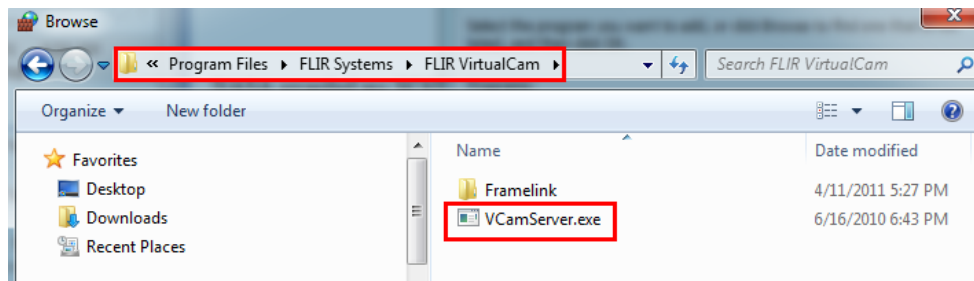 Browse
« Program Files ▸ FLIR Systems ▸ FLIR VirtualCam ▸
Search FLIR VirtualCam
Organize
New folder
Favorites
Desktop
Downloads
Recent Places
Name
Date modified
Framelink
4/11/2011 5:27 PM
VCamServer.exe
6/16/2010 6:43 PM